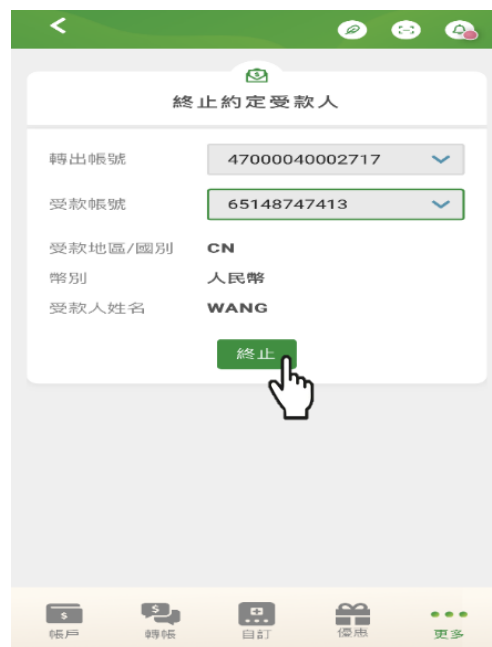 終止約定受款人
轉出帳號 47000040002717
受款帳號 65148747413
受款地區/國別 CN
幣別 人民幣
受款人姓名 WANG
終止
帳戶 轉帳 自訂 優惠 更多